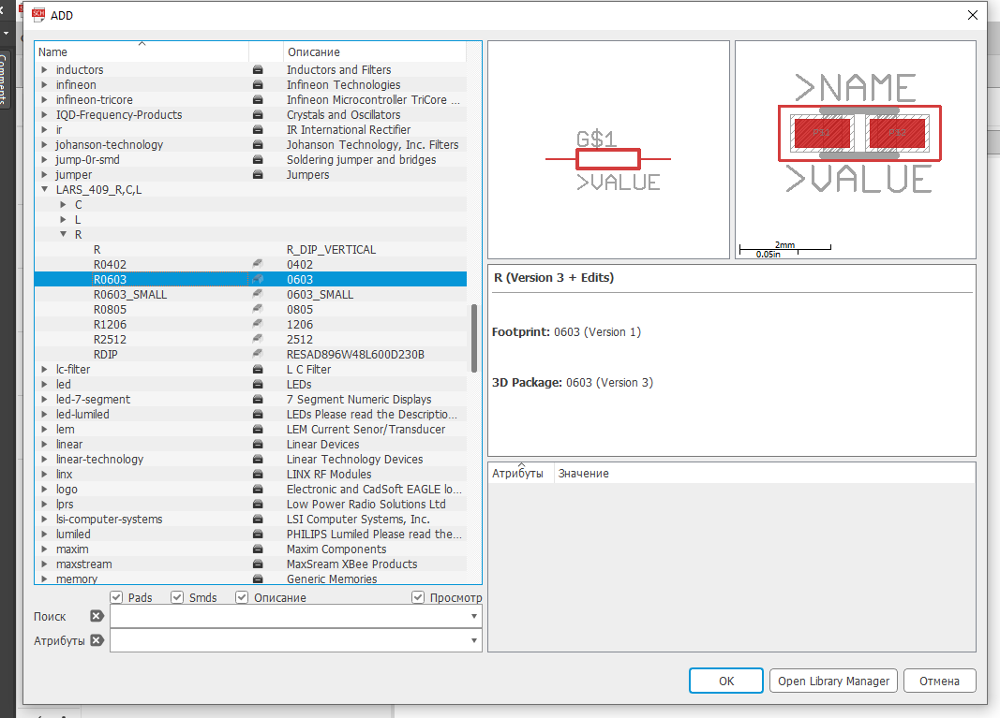 SCH ADD
Comments
Name Описание
inductors Inductors and Filters
infineon Infineon Technologies
infineon-tricore Infineon Microcontroller TriCore ...
IQD-Frequency-Products Crystals and Oscillators
ir IR International Rectifier
johanson-technology Johanson Technology, Inc. Filters
jump-0r-smd Soldering jumper and bridges
jumper Jumpers
LARS_409_R,C,L
C
L
R
R R_DIP_VERTICAL
R0402 0402
R0603 0603
R0603_SMALL 0603_SMALL
R0805 0805
R1206 1206
R2512 2512
RDIP RESAD896W48L600D230B
lc-filter L C Filter
led LEDs
led-7-segment 7 Segment Numeric Displays
led-lumiled LEDs Please read the Descriptio...
lem LEM Current Senor/Transducer
linear Linear Devices
linear-technology Linear Technology Devices
linx LINX RF Modules
logo Electronic and CadSoft EAGLE lo...
lprs Low Power Radio Solutions Ltd
lsi-computer-systems LSI Computer Systems, Inc.
lumiled PHILIPS Lumiled Please read the...
maxim Maxim Components
maxstream MaxSream XBee Products
memory Generic Memories
Pads Smds Описание Просмотр
Поиск
Атрибуты
G$1
>VALUE
>NAME
>VALUE
2mm
0.05in
R (Version 3 + Edits)
Footprint: 0603 (Version 1)
3D Package: 0603 (Version 3)
Атрибуты Значение
OK Open Library Manager Отмена